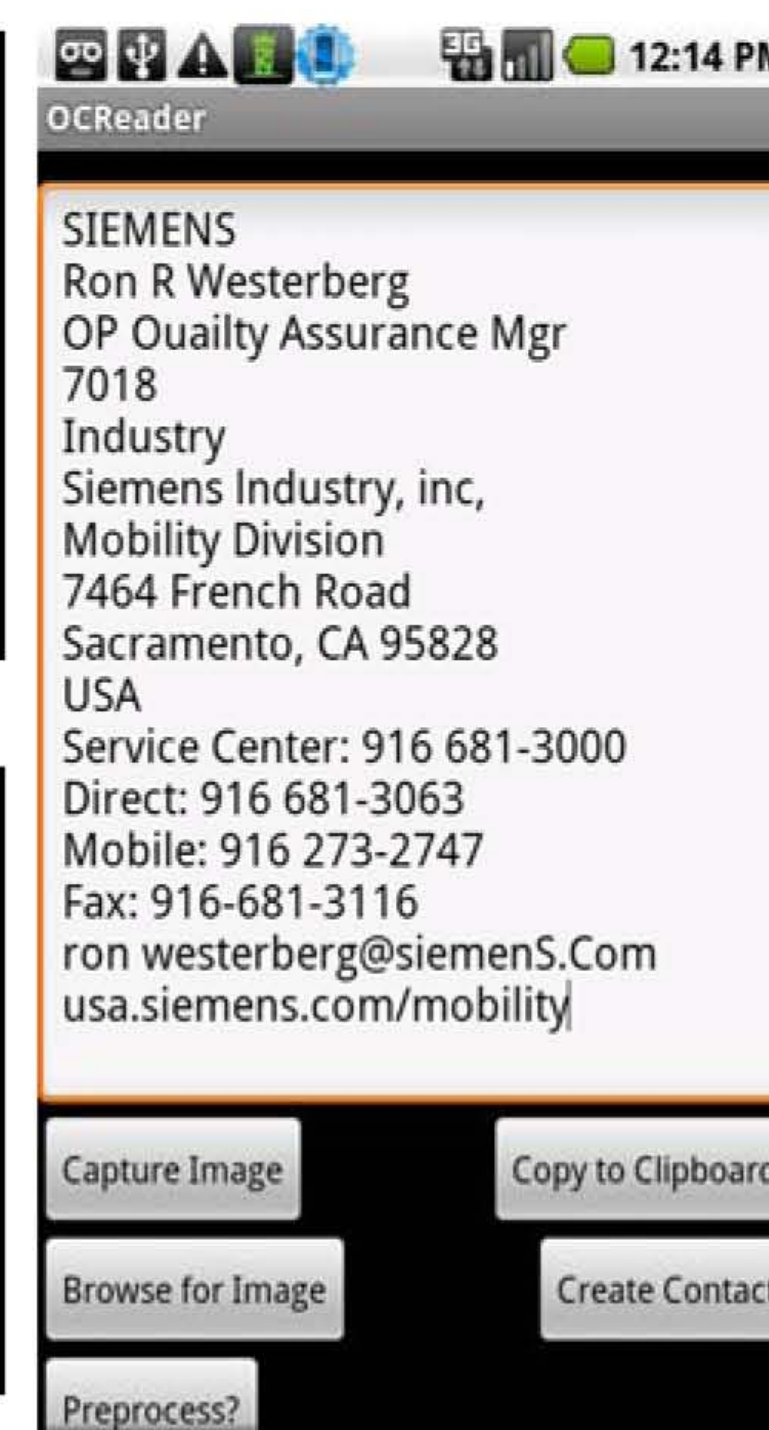 3G 12:14 PM
OCReader
SIEMENS
Ron R Westerberg
OP Ouailty Assurance Mgr
7018
Industry
Siemens Industry, inc,
Mobility Division
7464 French Road
Sacramento, CA 95828
USA
Service Center: 916 681-3000
Direct: 916 681-3063
Mobile: 916 273-2747
Fax: 916-681-3116
ron westerberg@siemenS.Com
usa.siemens.com/mobility
Capture Image Copy to Clipboard
Browse for Image Create Contact
Preprocess?